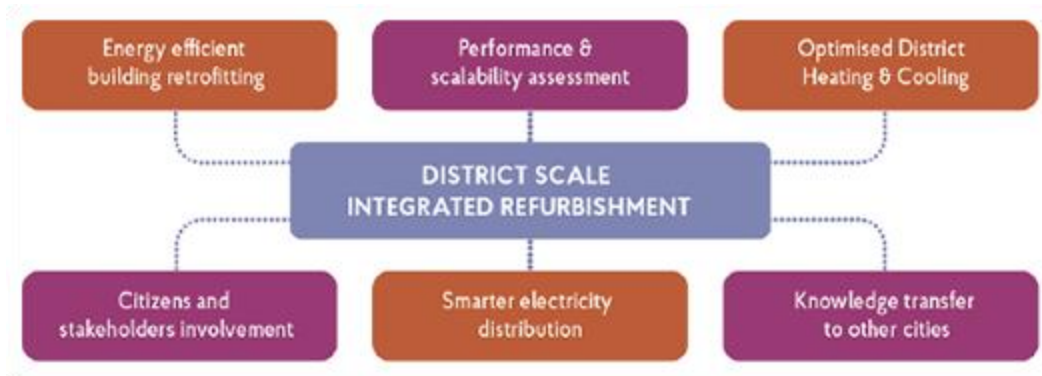 Energy efficient
building retrofitting
Performance &
scalability assessment
Optimised District
Heating & Cooling
DISTRICT SCALE
INTEGRATED REFURBISHMENT
Citizens and
stakeholders involvement
Smarter electricity
distribution
Knowledge transfer
to other cities